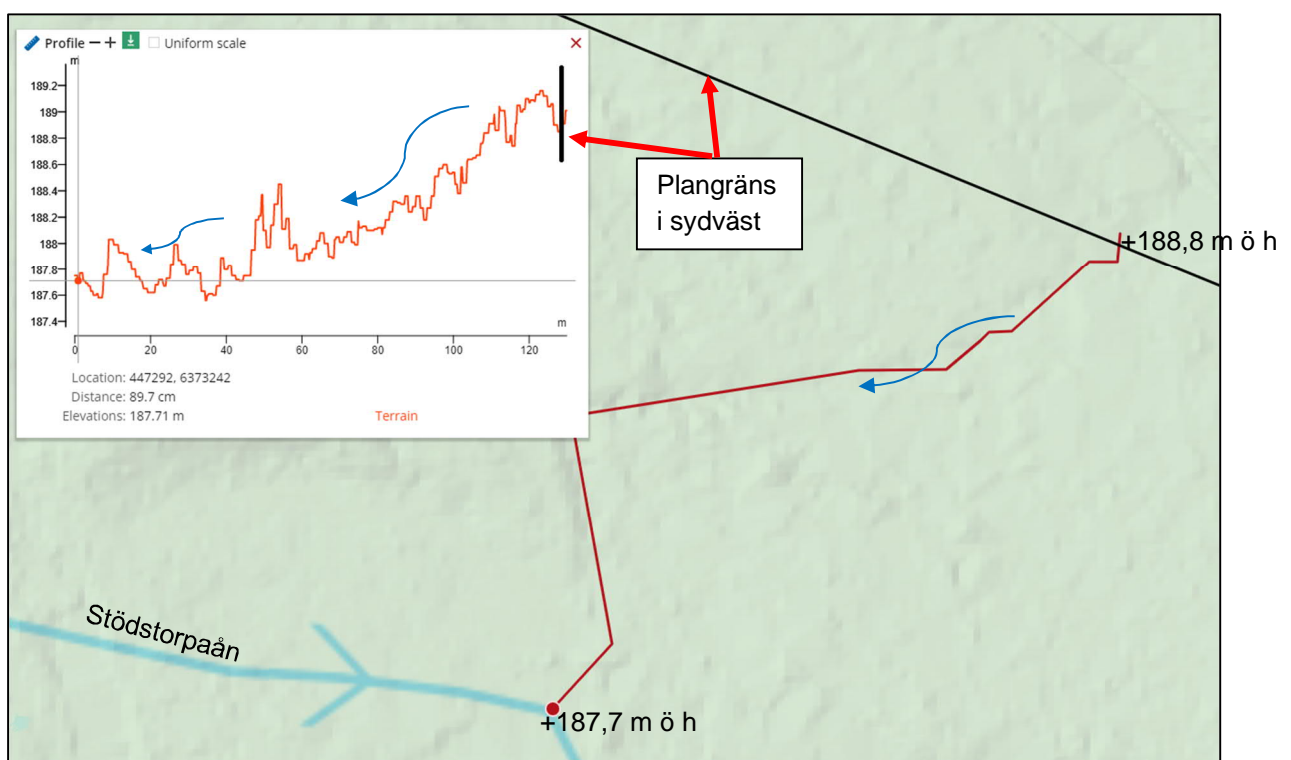 Profile
Uniform scale
m
189.2
189
188.8
188.6
188.4
188.2
188
187.8
187.6
187.4
m
0 20 40 60 80 100 120
Location: 447292, 6373242
Distance: 89.7 cm
Elevations: 187.71 m
Terrain
Plangräns
i sydväst
+188,8 m ö h
Stödstorpaån
+187,7 m ö h